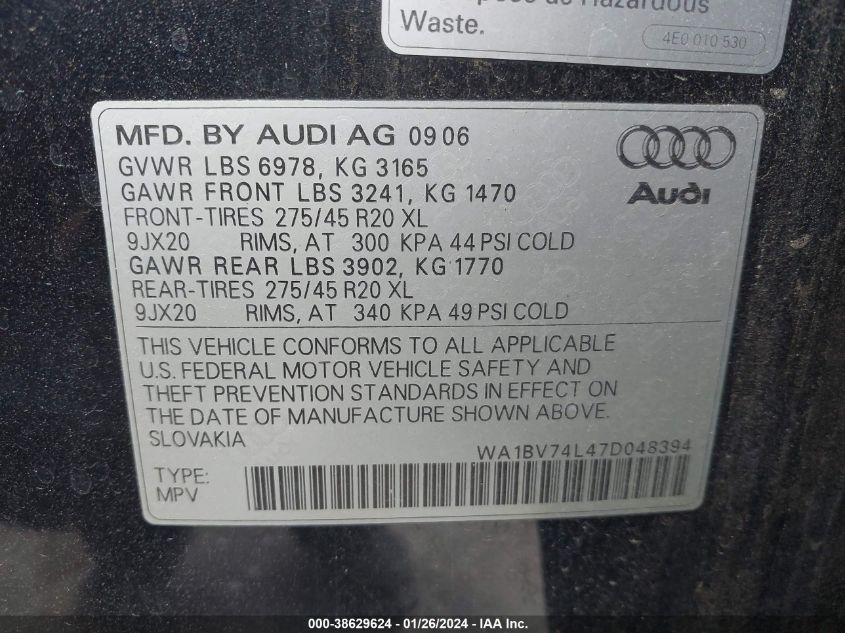 Waste.
4E0 010 530
MFD. BY AUDI AG 09 06
GVWR LBS 6978, KG 3165
GAWR FRONT LBS 3241, KG 1470
FRONT-TIRES 275/45 R20 XL
9JX20 RIMS, AT 300 KPA 44 PSI COLD
GAWR REAR LBS 3902, KG 1770
REAR-TIRES 275/45 R20 XL
9JX20 RIMS, AT 340 KPA 49 PSI COLD
Audi
THIS VEHICLE CONFORMS TO ALL APPLICABLE
U.S. FEDERAL MOTOR VEHICLE SAFETY AND
THEFT PREVENTION STANDARDS IN EFFECT ON
THE DATE OF MANUFACTURE SHOWN ABOVE.
SLOVAKIA
WA1BV74L47D048394
TYPE:
MPV
000-38629624 / 01/26/2024 / IAAI Holdings, Inc.